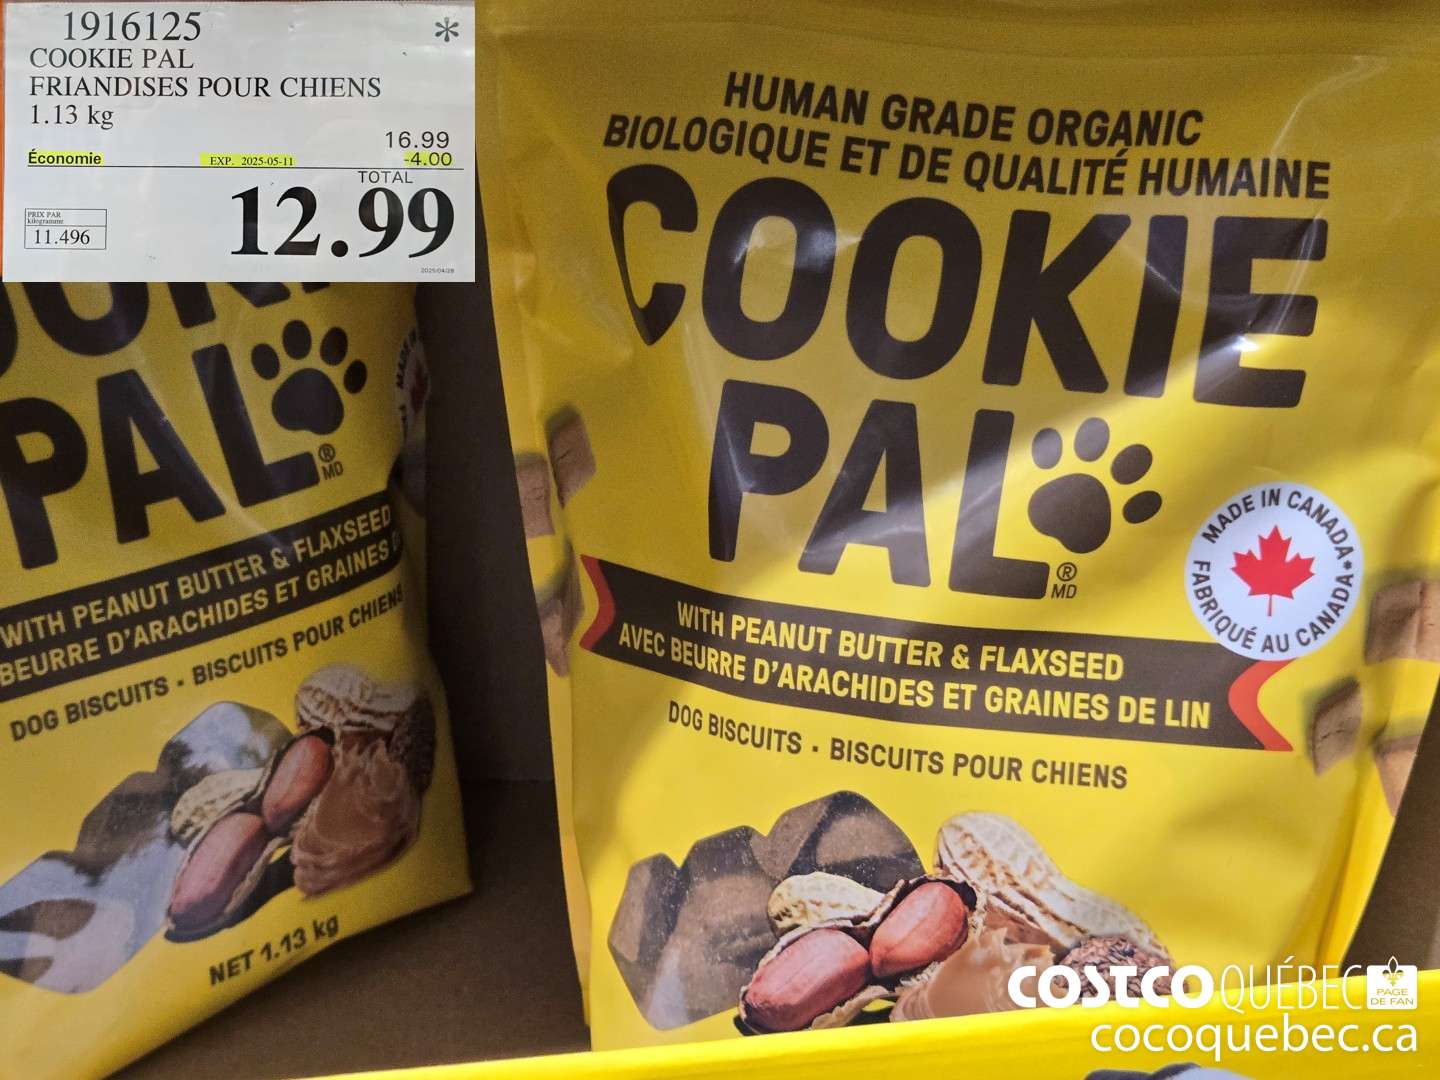 1916125 *
COOKIE PAL
FRIANDISES POUR CHIENS
1.13 kg
16.99
Économie EXP. 2025-05-11 -4.00
TOTAL
12.99
PRIX PAR
kilogramme
11.496
2025/04/28
PAL
® MD
WITH PEANUT BUTTER & FLAXSEED
BEURRE D'ARACHIDES ET GRAINES
DOG BISCUITS • BISCUITS POUR CHIENS
NET 1.13 kg
HUMAN GRADE ORGANIC
BIOLOGIQUE ET DE QUALITÉ HUMAINE
COOKIE
PAL
® MD
MADE IN CANADA*
FABRIQUÉ AU CANADA*
WITH PEANUT BUTTER & FLAXSEED
AVEC BEURRE D'ARACHIDES ET GRAINES DE LIN
DOG BISCUITS • BISCUITS POUR CHIENS
COSTCO QUÉBEC
PAGE
DE FAN
cocoquebec.ca